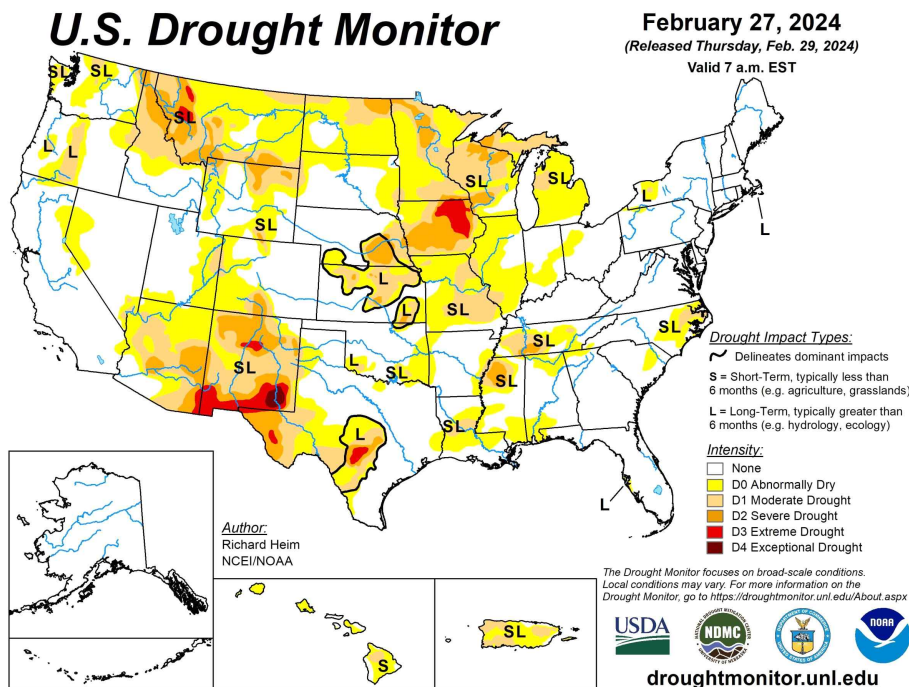 U.S. Drought Monitor
February 27, 2024
(Released Thursday, Feb. 29, 2024)
Valid 7 a.m. EST
SL
SL
SL
L
L
SL
SL
SL
L
L
L
L
SL
SL
SL
SL
L
SL
SL
SL
L
L
Drought Impact Types:
Delineates dominant impacts
S = Short-Term, typically less than
6 months (e.g. agriculture, grasslands)
L = Long-Term, typically greater than
6 months (e.g. hydrology, ecology)
Intensity:
None
D0 Abnormally Dry
D1 Moderate Drought
D2 Severe Drought
D3 Extreme Drought
D4 Exceptional Drought
Author:
Richard Heim
NCEI/NOAA
S
SL
The Drought Monitor focuses on broad-scale conditions.
Local conditions may vary. For more information on the
Drought Monitor, go to https://droughtmonitor.unl.edu/About.aspx
USDA
NDMC
NOAA
droughtmonitor.unl.edu